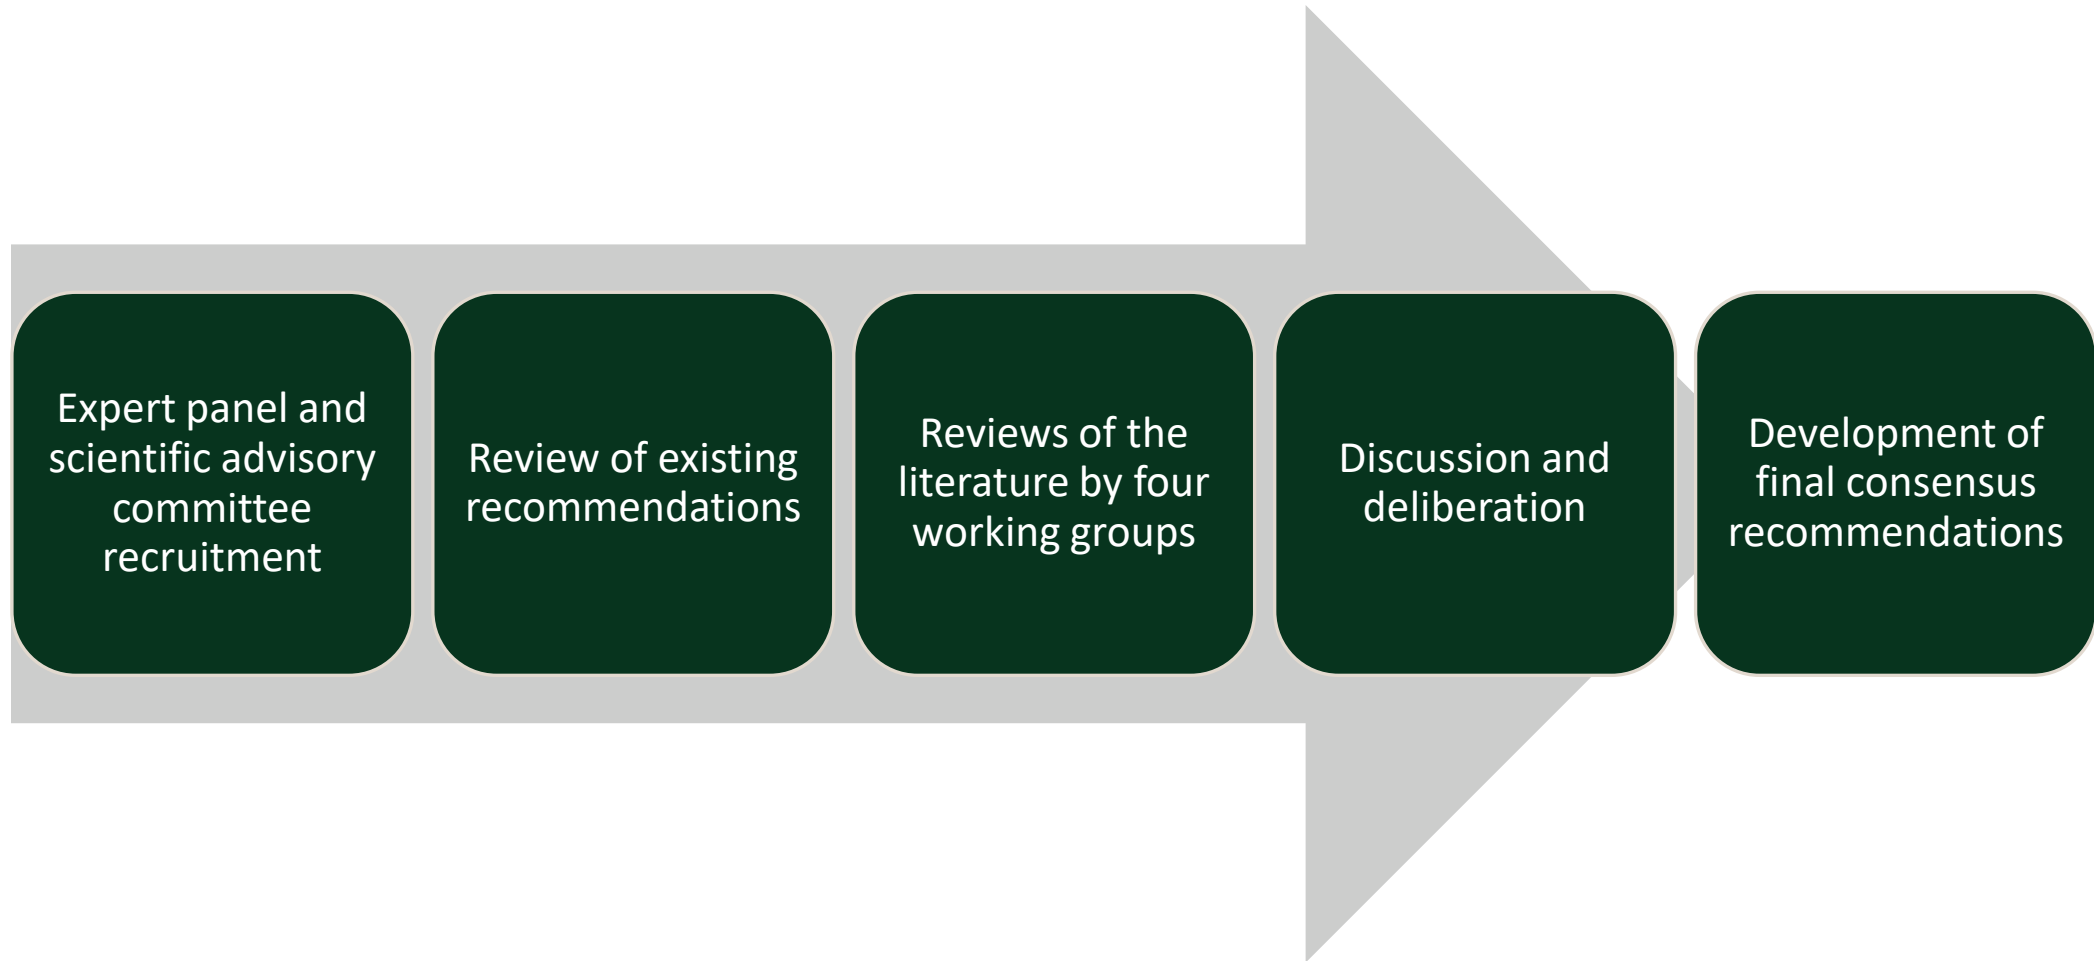 Expert panel and
scientific advisory
committee
recruitment
Review of existing
recommendations
Reviews of the
literature by four
working groups
Discussion and
deliberation
Development of
final consensus
recommendations